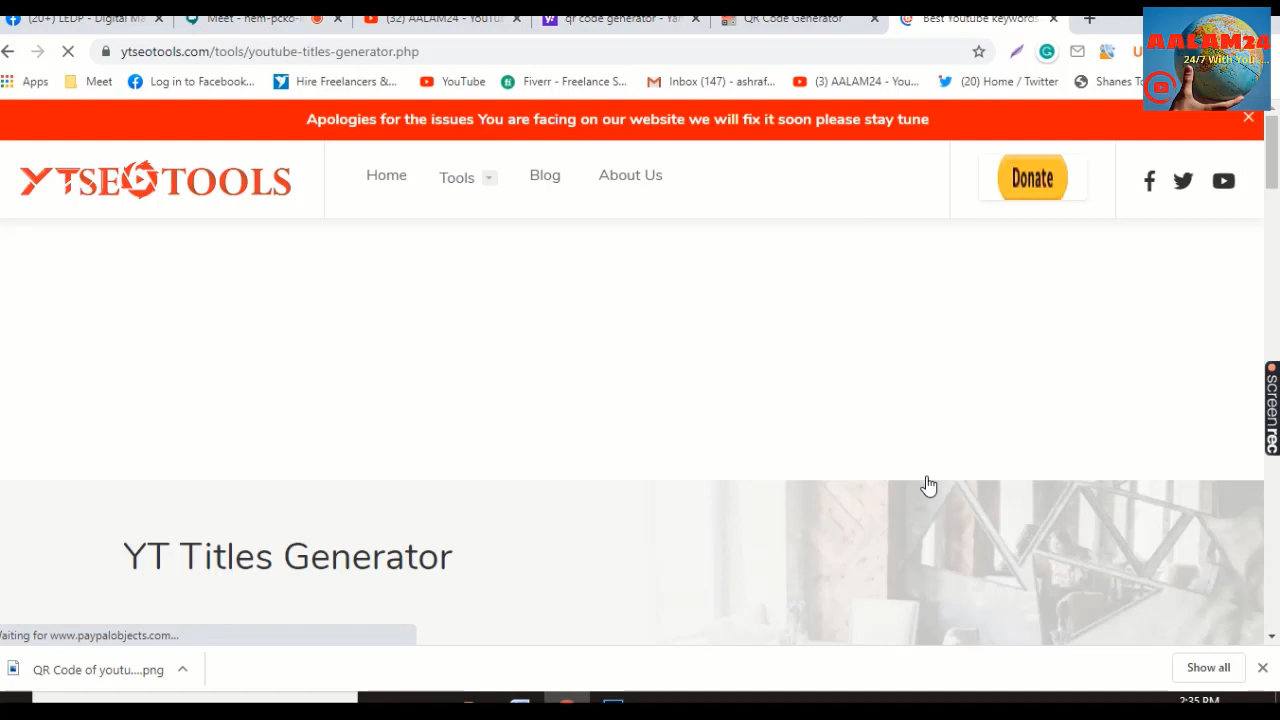 (20+) LEDP - Digital Ma
Meet - nem-pcko-
(32) AALAM24 - YouTu
qr code generator - Ya
QR Code Generator
Best Youtube keywords
ytseotools.com/tools/youtube-titles-generator.php
AALAM24
24/7 With You....
Apps
Meet
Log in to Facebook...
Hire Freelancers &...
YouTube
Fiverr - Freelance S...
Inbox (147) - ashraf...
(3) AALAM24 - You...
(20) Home / Twitter
Shanes To
Apologies for the issues You are facing on our website we will fix it soon please stay tune
YTSEOTOOLS
Home
Tools
Blog
About Us
Donate
screenrec
YT Titles Generator
aiting for www.paypalobjects.com...
QR Code of youtu....png
Show all
2:35 PM